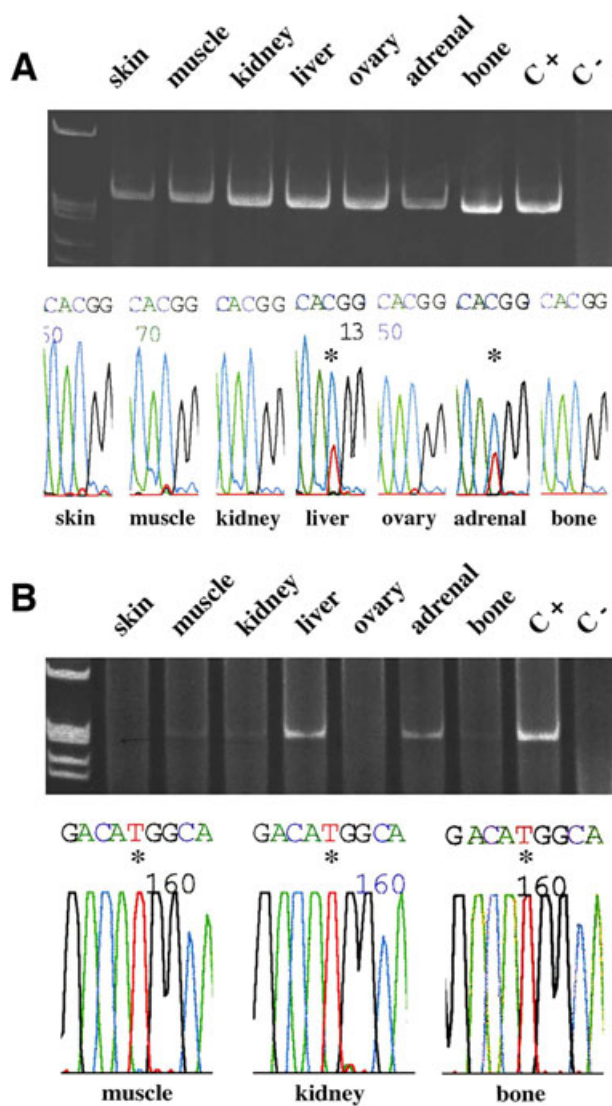 A
skin muscle kidney liver ovary adrenal bone C+ C-
CACGG CACGG CACGG CACGG CACGG CACGG CACGG
50 70 13 50
* *
skin muscle kidney liver ovary adrenal bone
B
skin muscle kidney liver ovary adrenal bone C+ C-
GACATGGCA GACATGGCA GACATGGCA
* * *
160 160 160
muscle kidney bone